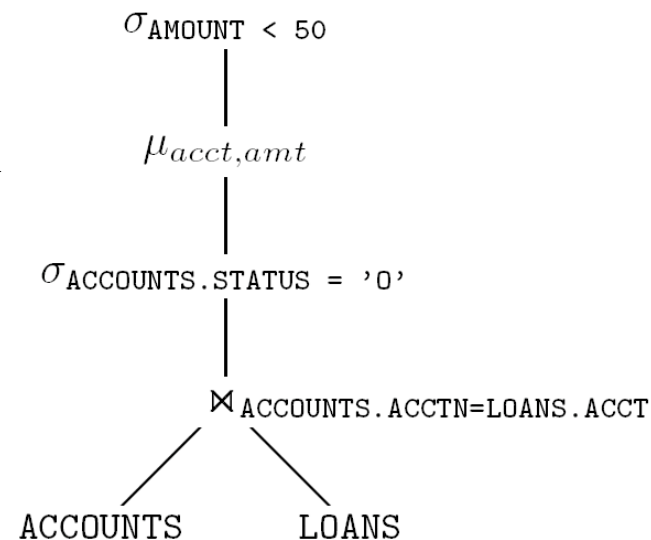 σAMOUNT < 50
μacct,amt
σACCOUNTS.STATUS = ’O’
⋈ACCOUNTS.ACCTN=LOANS.ACCT
ACCOUNTS LOANS